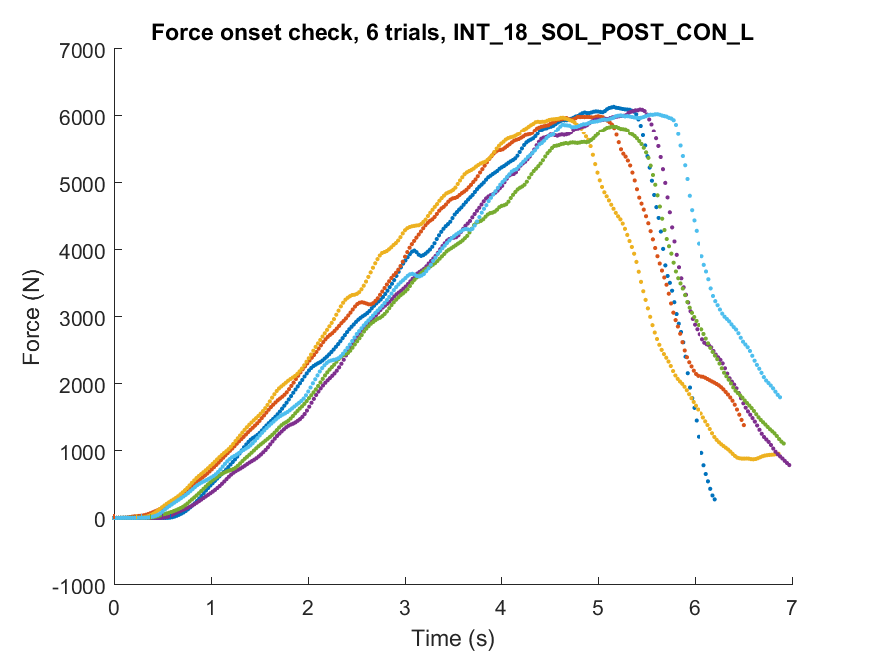 Force onset check, 6 trials, INT_18_SOL_POST_CON_L
7000
6000
5000
4000
3000
2000
1000
0
-1000
Force (N)
0 1 2 3 4 5 6 7
Time (s)